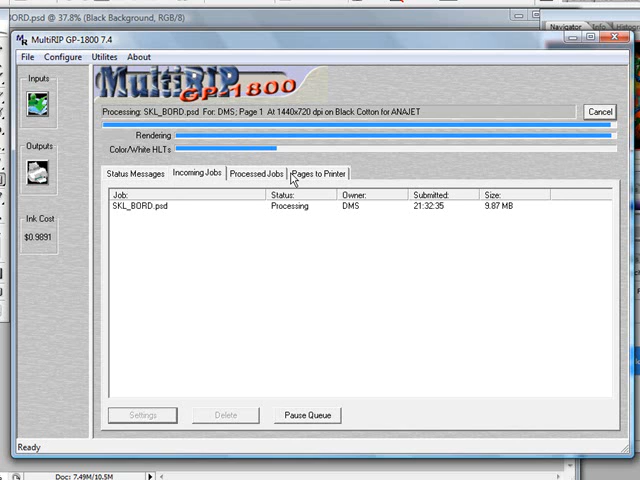 ORD.psd @ 37.8% (Black Background, RGB/8)
Navigator Info
MultiRIP GP-1800 7.4
File Configure Utilites About
Inputs
MultiRIP
GP-1800
Processing: SKL_BORD.psd For: DMS; Page 1 At 1440x720 dpi on Black Cotton for ANAJET
Cancel
Rendering
Color/White HLTs
Outputs
Status Messages Incoming Jobs Processed Jobs Pages to Printer
Job: Status: Owner: Submitted: Size:
SKL_BORD.psd Processing DMS 21:32:35 9.87 MB
Ink Cost
$0.9891
Settings Delete Pause Queue
Ready
Doc: 7.49M/10.5M